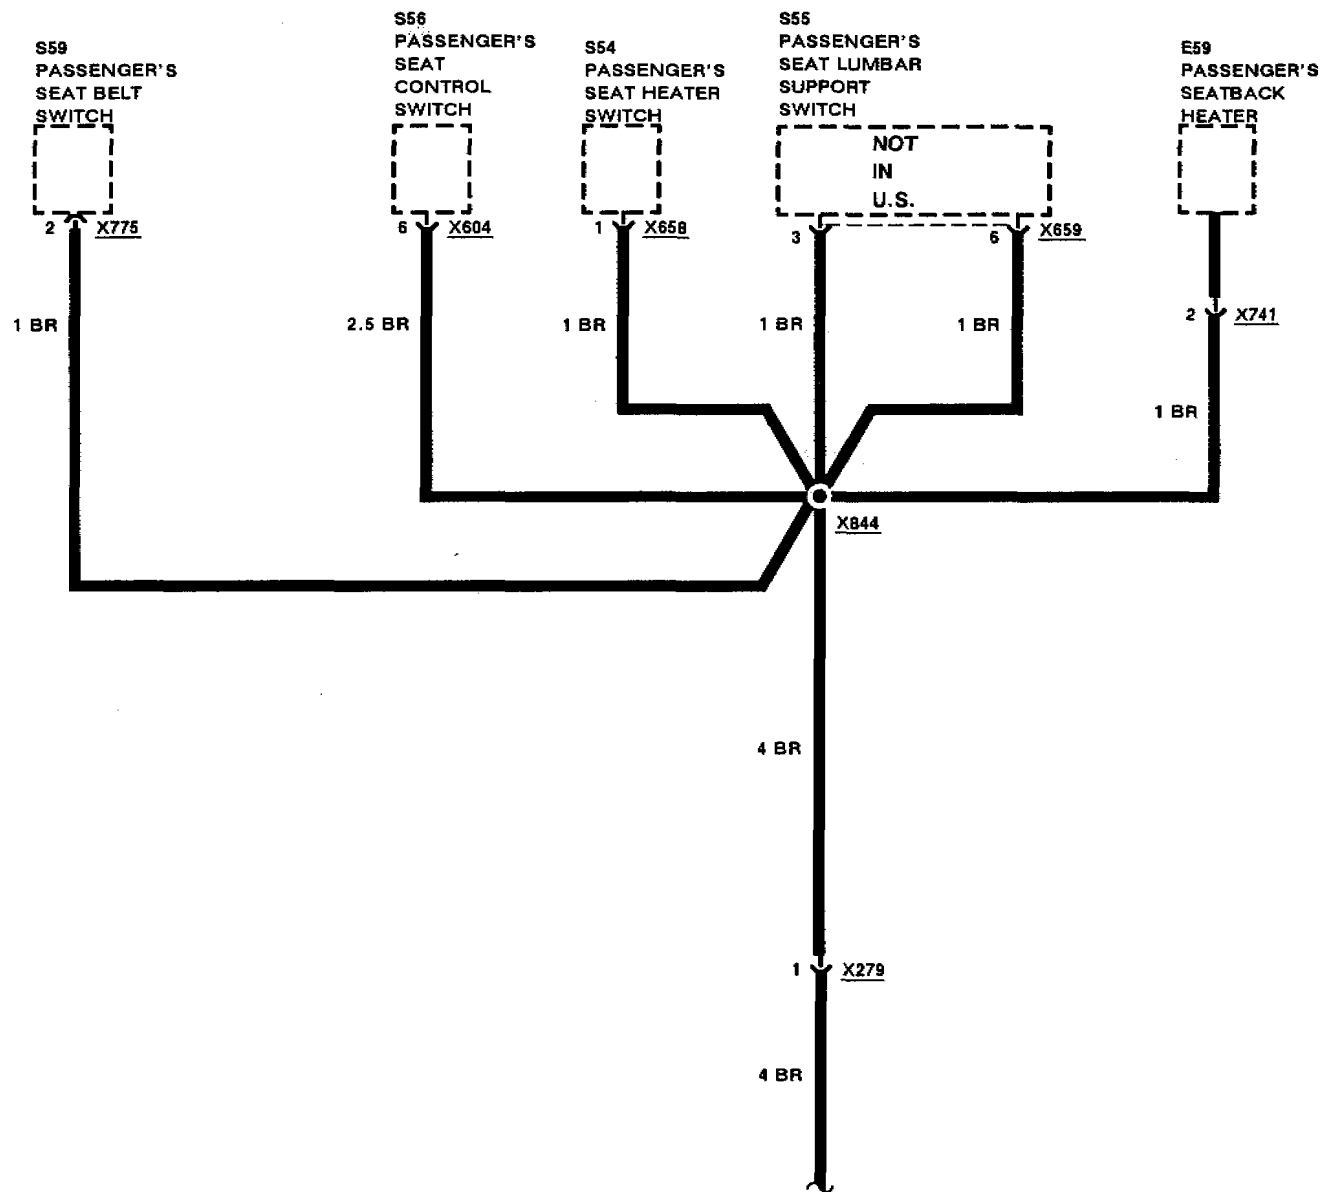 S59
PASSENGER'S
SEAT BELT
SWITCH
S56
PASSENGER'S
SEAT
CONTROL
SWITCH
S54
PASSENGER'S
SEAT HEATER
SWITCH
S55
PASSENGER'S
SEAT LUMBAR
SUPPORT
SWITCH
E59
PASSENGER'S
SEATBACK
HEATER
NOT
IN
U.S.
2 X775
6 X604
1 X658
3
6 X659
2 X741
1 BR
2.5 BR
1 BR
1 BR
1 BR
1 BR
X844
4 BR
1 X279
4 BR